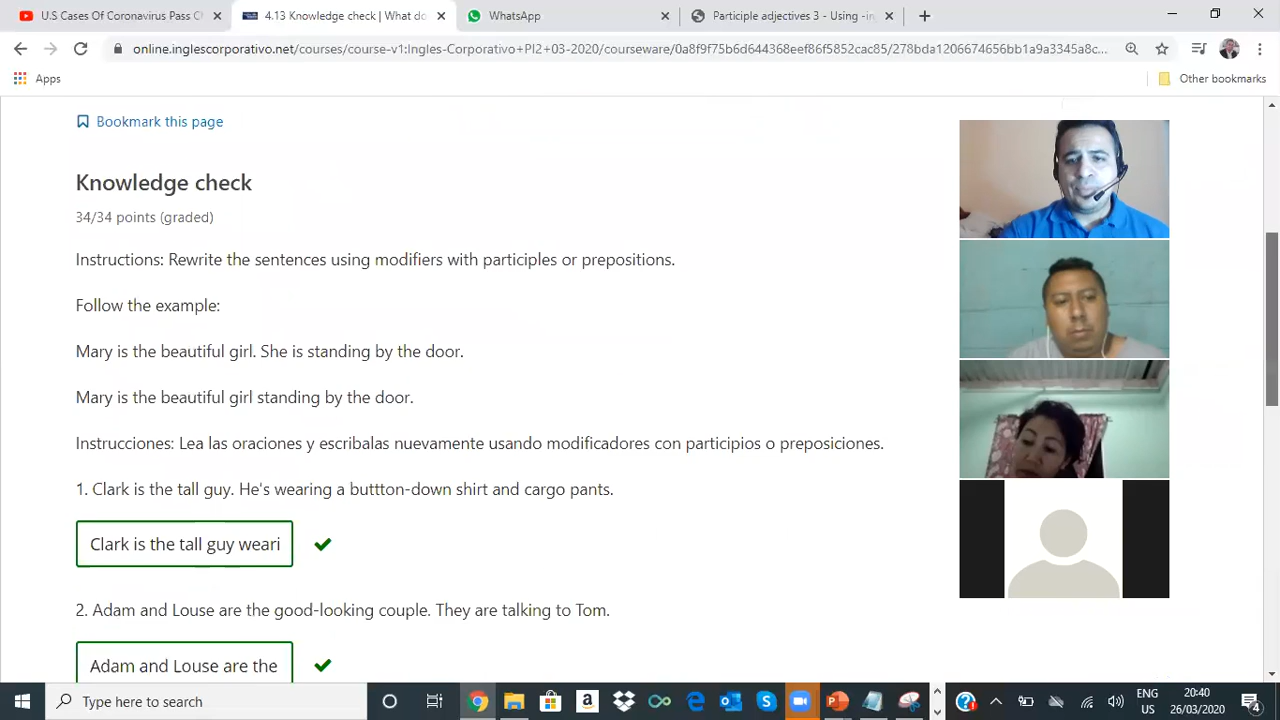 U.S Cases Of Coronavirus Pass C
4.13 Knowledge check | What do
WhatsApp
Participle adjectives 3 - Using -in
online.inglescorporativo.net/courses/course-v1:Ingles-Corporativo+PI2+03-2020/courseware/0a8f9f75b6d644368eef86f5852cac85/278bda1206674656bb1a9a3345a8c...
Apps
Other bookmarks
Bookmark this page
Knowledge check
34/34 points (graded)
Instructions: Rewrite the sentences using modifiers with participles or prepositions.
Follow the example:
Mary is the beautiful girl. She is standing by the door.
Mary is the beautiful girl standing by the door.
Instrucciones: Lea las oraciones y escribalas nuevamente usando modificadores con participios o preposiciones.
1. Clark is the tall guy. He's wearing a buttton-down shirt and cargo pants.
Clark is the tall guy weari
2. Adam and Louse are the good-looking couple. They are talking to Tom.
Adam and Louse are the
Type here to search
ENG
US
20:40
26/03/2020
4